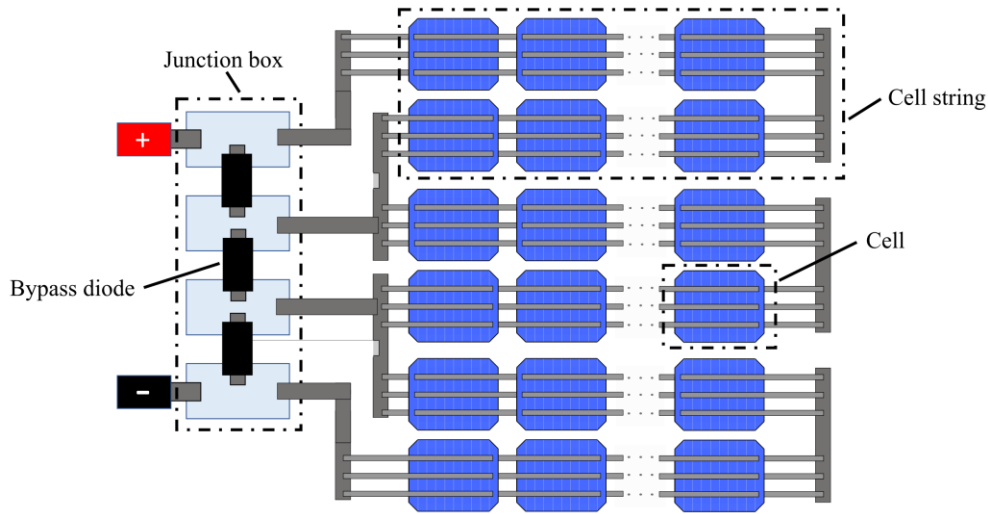 Junction box
+
Cell string
Cell
Bypass diode
-